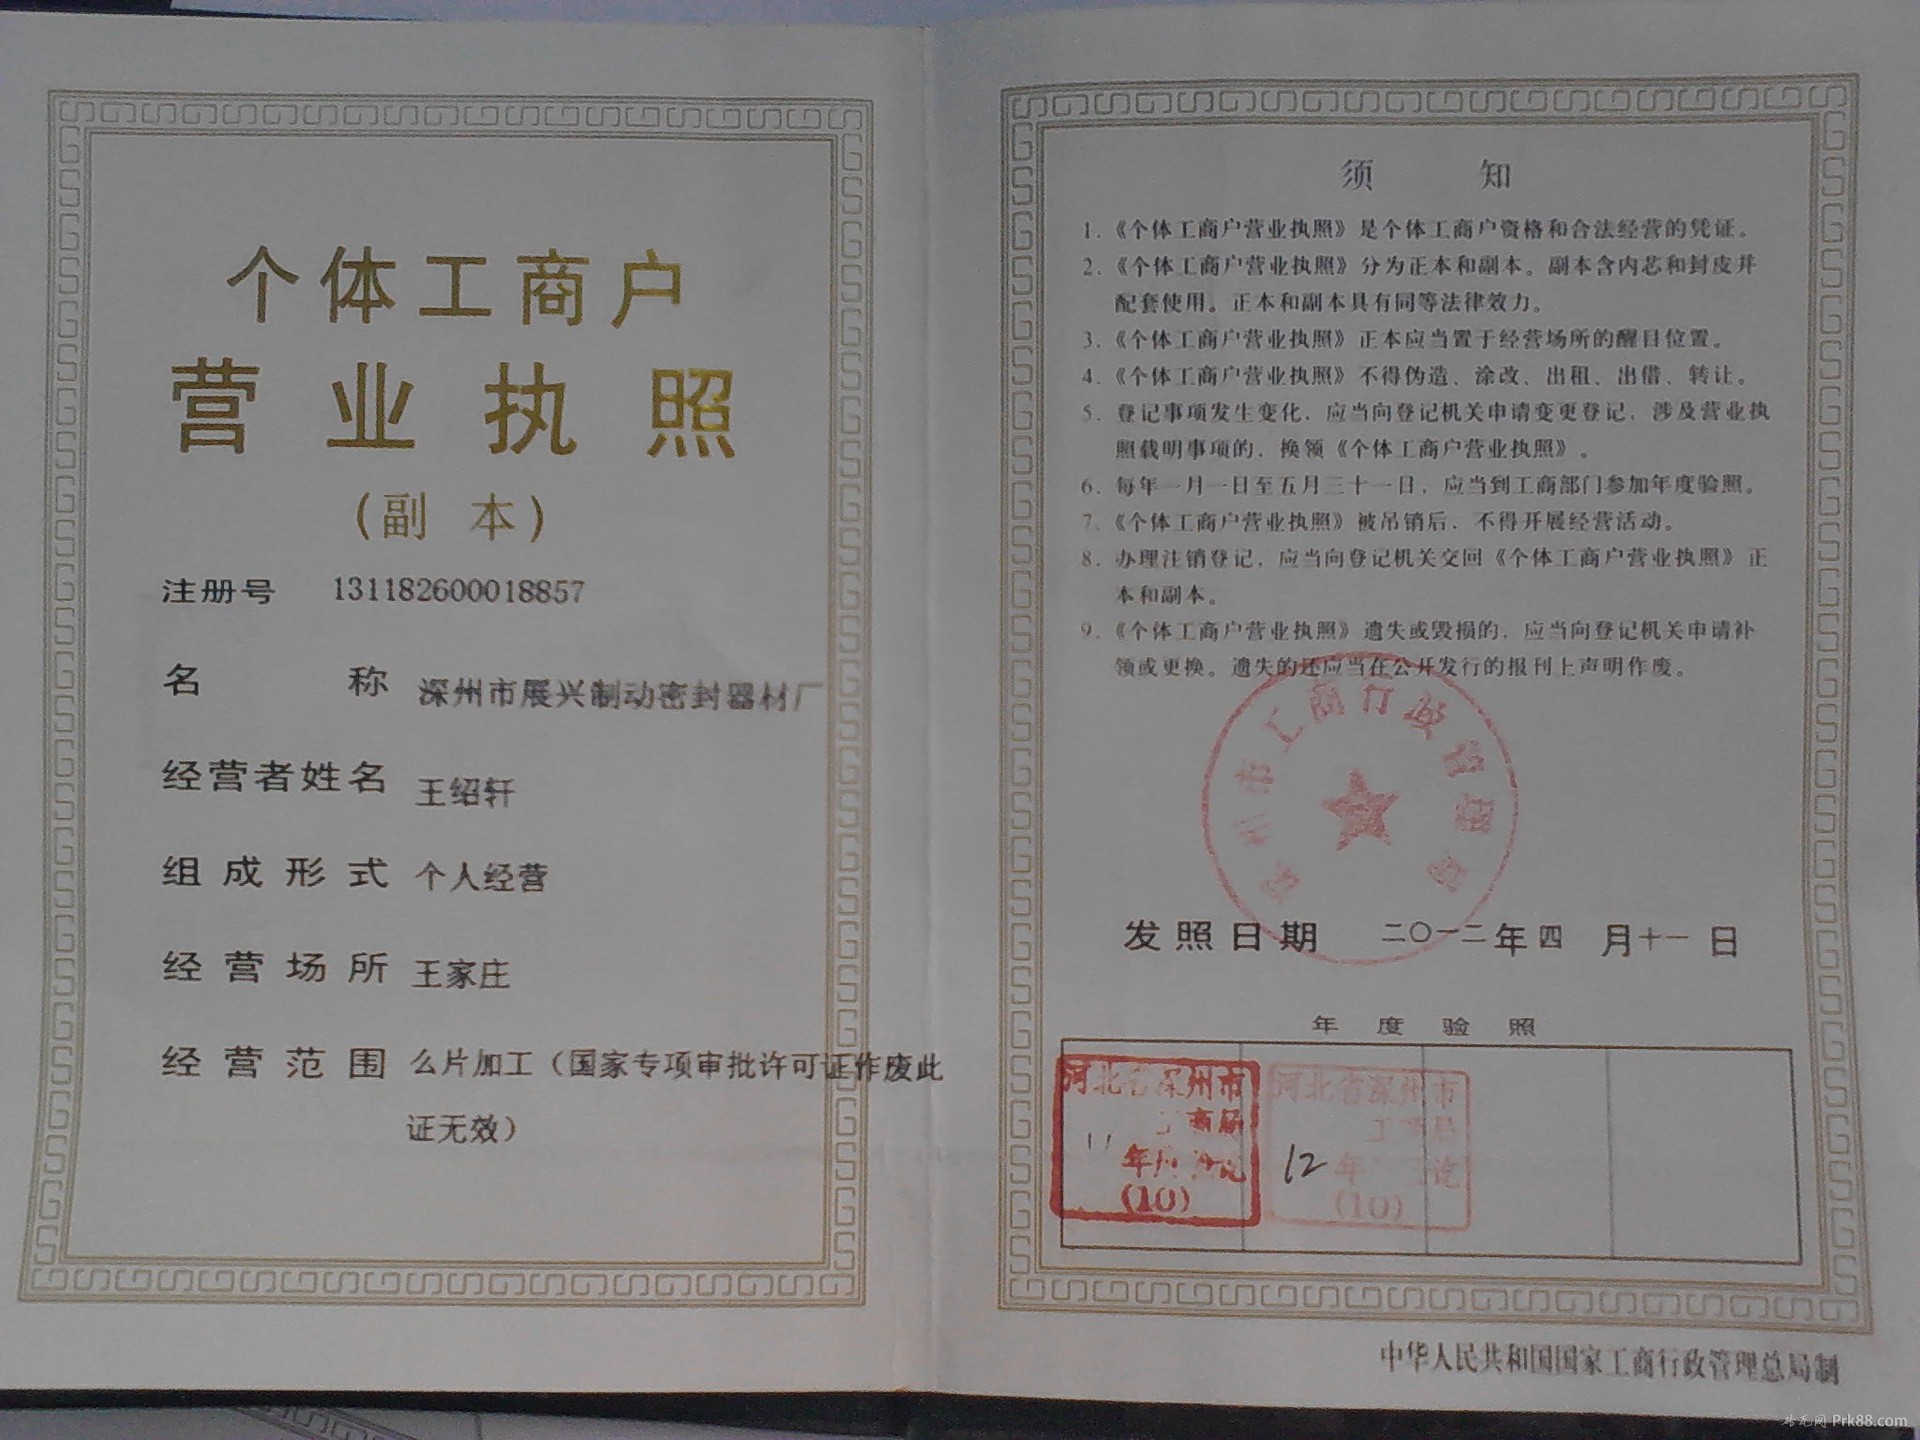 个体工商户
营业执照
(副 本)
注册号 131182600018857
名 称 深州市展兴制动密封器材厂
经营者姓名 王绍轩
组成形式 个人经营
经营场所 王家庄
经营范围 么片加工（国家专项审批许可证作废此
证无效）
须 知
1.《个体工商户营业执照》是个体工商户资格和合法经营的凭证。
2.《个体工商户营业执照》分为正本和副本。副本含内芯和封皮并
配套使用。正本和副本具有同等法律效力。
3.《个体工商户营业执照》正本应当置于经营场所的醒目位置。
4.《个体工商户营业执照》不得伪造、涂改、出租、出借、转让。
5. 登记事项发生变化，应当向登记机关申请变更登记，涉及营业执
照载明事项的，换领《个体工商户营业执照》。
6. 每年一月一日至五月三十一日，应当到工商部门参加年度验照。
7.《个体工商户营业执照》被吊销后，不得开展经营活动。
8. 办理注销登记，应当向登记机关交回《个体工商户营业执照》正
本和副本。
9.《个体工商户营业执照》遗失或毁损的，应当向登记机关申请补
领或更换。遗失的还应当在公开发行的报刊上声明作废。
州市工商行政管理局
发照日期 二〇一二年四月十一日
年度验照
河北省深州市
工商局
11 年
(10)
河北省深州市
工商局
12 年
(10)
中华人民共和国国家工商行政管理总局制
Prk88.com